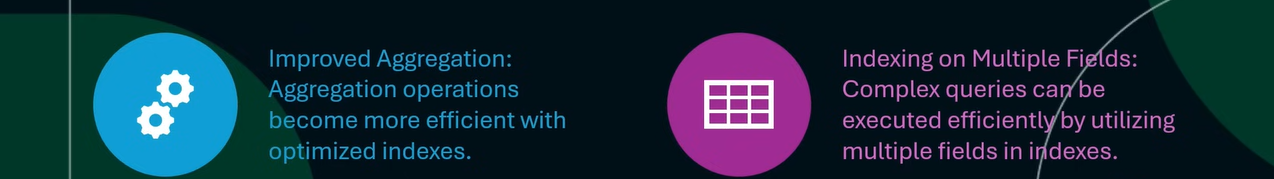 Improved Aggregation:
Aggregation operations
become more efficient with
optimized indexes.
Indexing on Multiple Fields:
Complex queries can be
executed efficiently by utilizing
multiple fields in indexes.